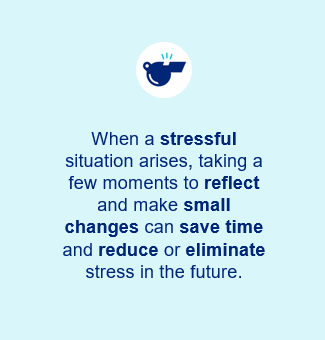 When a stressful
situation arises, taking a
few moments to reflect
and make small
changes can save time
and reduce or eliminate
stress in the future.